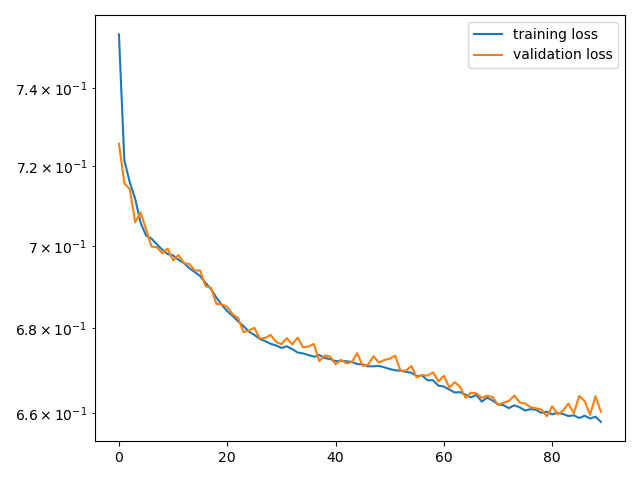 training loss
validation loss
7.4 × 10⁻¹
7.2 × 10⁻¹
7 × 10⁻¹
6.8 × 10⁻¹
6.6 × 10⁻¹
0 20 40 60 80